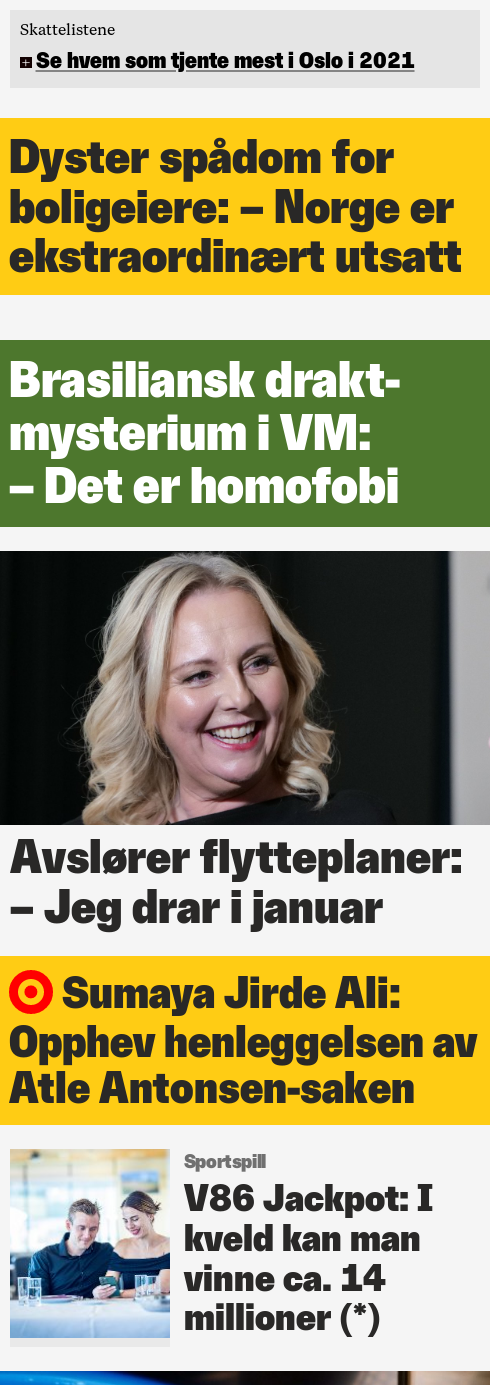 Skattelistene
Se hvem som tjente mest i Oslo i 2021
Dyster spådom for
boligeiere: – Norge er
ekstraordinært utsatt
Brasiliansk drakt-
mysterium i VM:
– Det er homofobi
Avslører flytteplaner:
– Jeg drar i januar
Sumaya Jirde Ali:
Opphev henleggelsen av
Atle Antonsen-saken
Sportspill
V86 Jackpot: I
kveld kan man
vinne ca. 14
millioner (*)